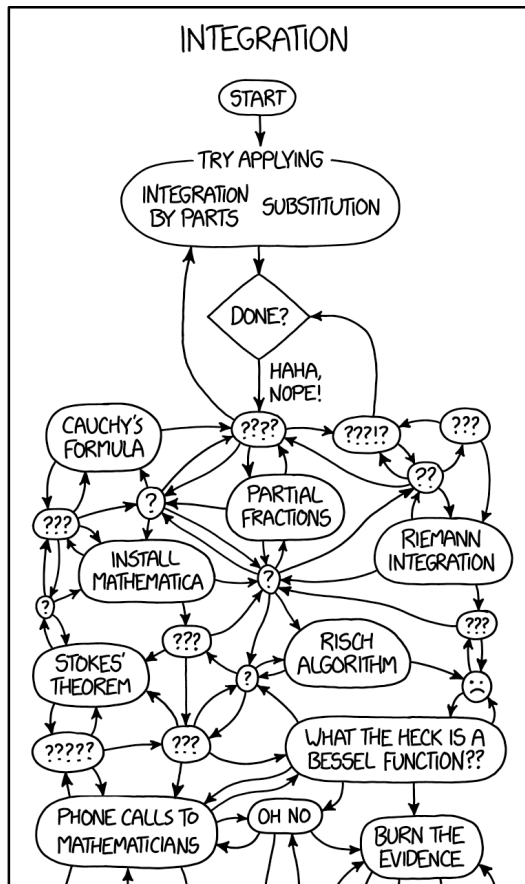 INTEGRATION
START
TRY APPLYING
INTEGRATION
BY PARTS
SUBSTITUTION
DONE?
HAHA,
NOPE!
CAUCHY'S
FORMULA
????
???!?
???
??
?
PARTIAL
FRACTIONS
???
RIEMANN
INTEGRATION
INSTALL
MATHEMATICA
?
?
???
???
STOKES'
THEOREM
?
RISCH
ALGORITHM
?????
???
WHAT THE HECK IS A
BESSEL FUNCTION??
PHONE CALLS TO
MATHEMATICIANS
OH NO
BURN THE
EVIDENCE